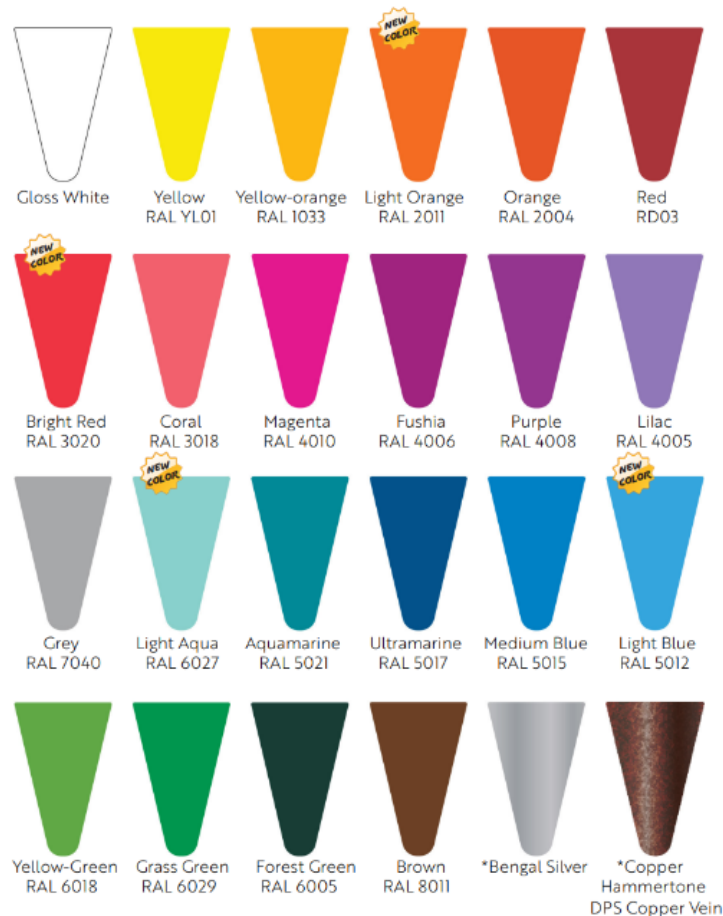 NEW COLOR
Gloss White
Yellow
RAL YL01
Yellow-orange
RAL 1033
Light Orange
RAL 2011
Orange
RAL 2004
Red
RD03
NEW COLOR
Bright Red
RAL 3020
Coral
RAL 3018
Magenta
RAL 4010
Fushia
RAL 4006
Purple
RAL 4008
Lilac
RAL 4005
NEW COLOR
NEW COLOR
Grey
RAL 7040
Light Aqua
RAL 6027
Aquamarine
RAL 5021
Ultramarine
RAL 5017
Medium Blue
RAL 5015
Light Blue
RAL 5012
Yellow-Green
RAL 6018
Grass Green
RAL 6029
Forest Green
RAL 6005
Brown
RAL 8011
*Bengal Silver
*Copper
Hammertone
DPS Copper Vein